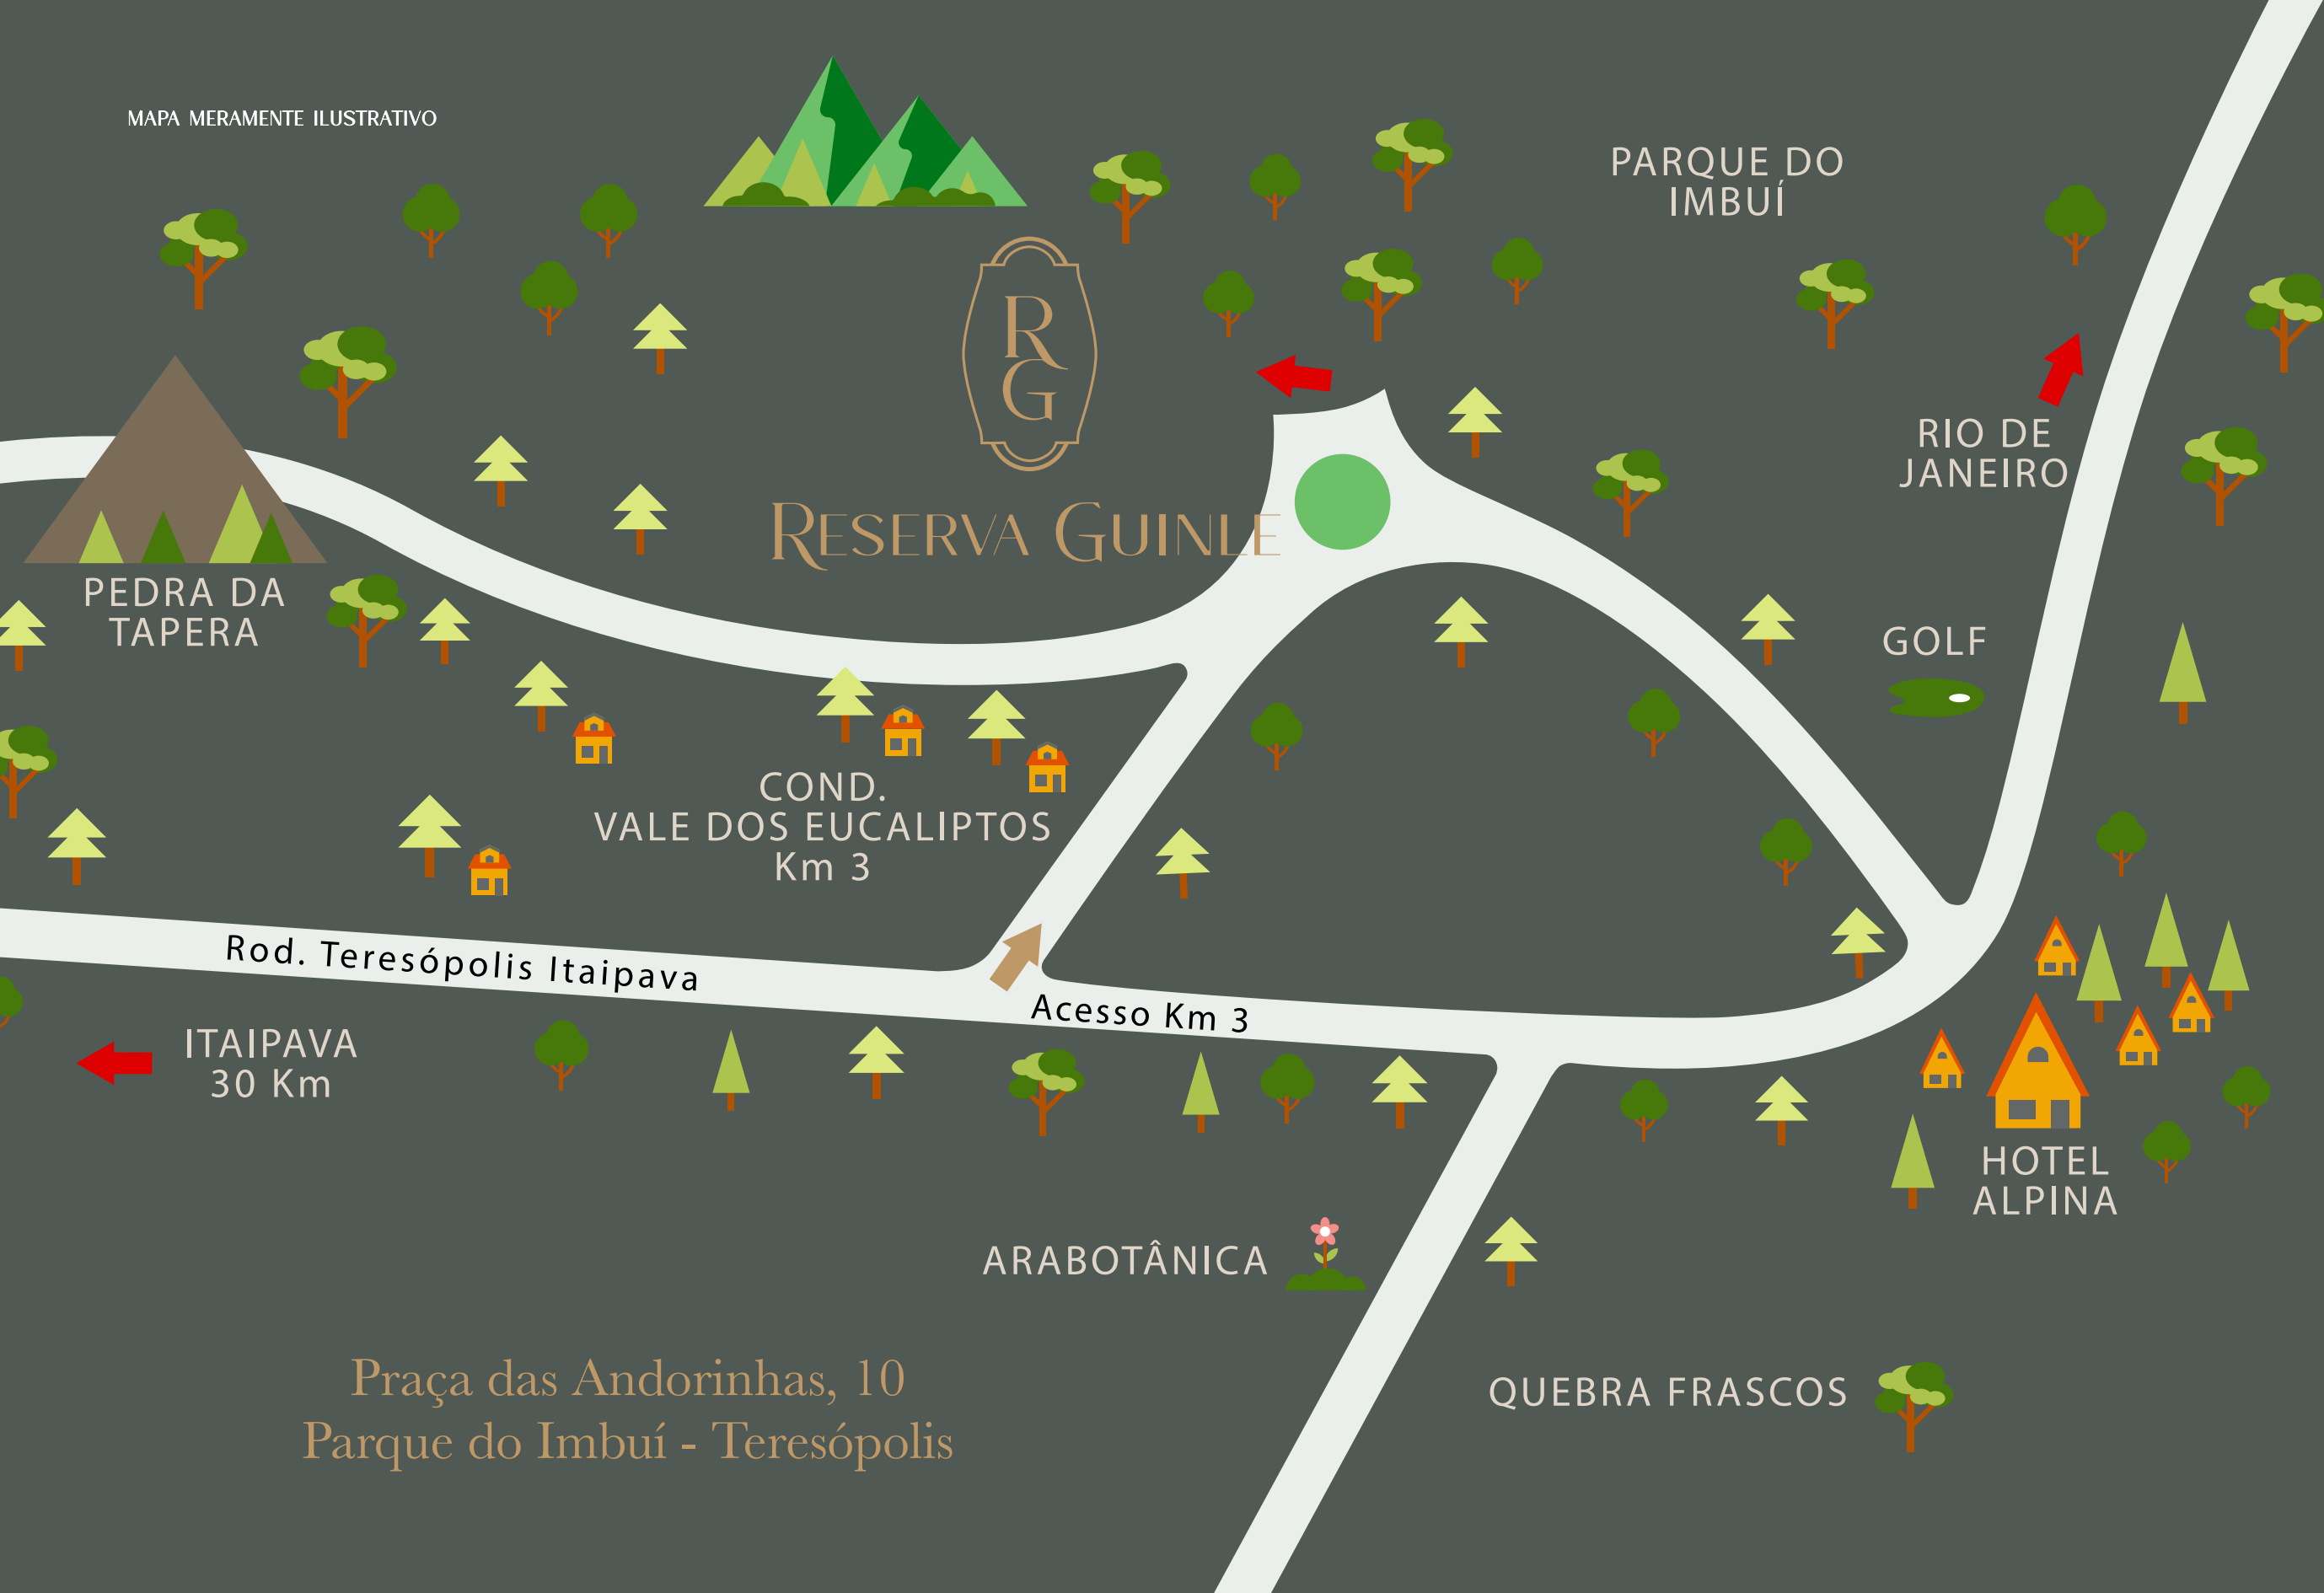 MAPA MERAMENTE ILUSTRATIVO
PARQUE DO
IMBUÍ
R
G
RESERVA GUINLE
RIO DE
JANEIRO
PEDRA DA
TAPERA
GOLF
COND.
VALE DOS EUCALIPTOS
Km 3
Rod. Teresópolis Itaipava
Acesso Km 3
ITAIPAVA
30 Km
HOTEL
ALPINA
ARABOTÂNICA
QUEBRA FRASCOS
Praça das Andorinhas, 10
Parque do Imbuí - Teresópolis